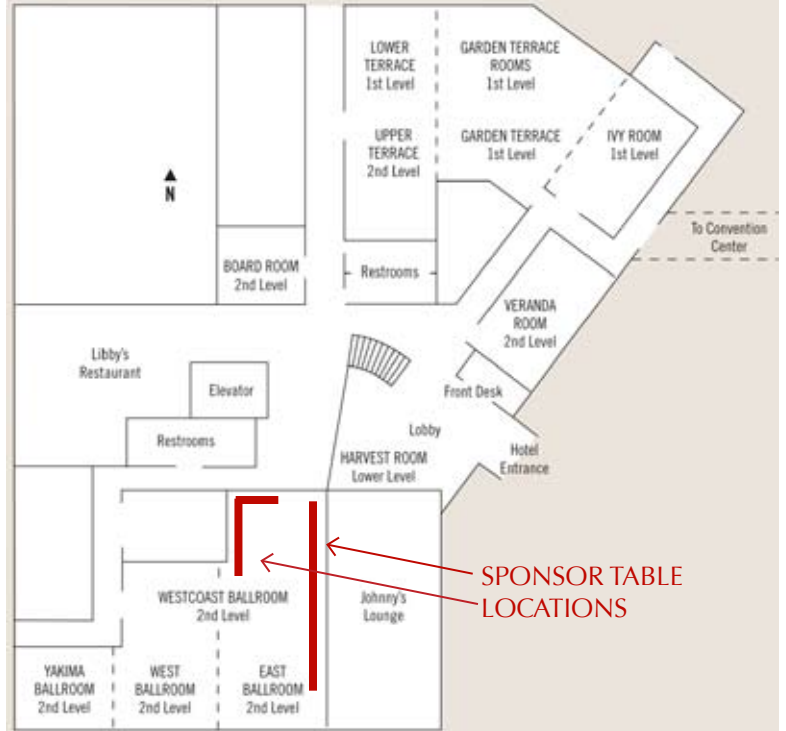 LOWER
TERRACE
1st Level
GARDEN TERRACE
ROOMS
1st Level
UPPER
TERRACE
2nd Level
GARDEN TERRACE
1st Level
IVY ROOM
1st Level
N
To Convention
Center
BOARD ROOM
2nd Level
Restrooms
VERANDA
ROOM
2nd Level
Libby's
Restaurant
Elevator
Front Desk
Restrooms
Lobby
Hotel
Entrance
HARVEST ROOM
Lower Level
SPONSOR TABLE
LOCATIONS
WESTCOAST BALLROOM
2nd Level
Johnny's
Lounge
YAKIMA
BALLROOM
2nd Level
WEST
BALLROOM
2nd Level
EAST
BALLROOM
2nd Level